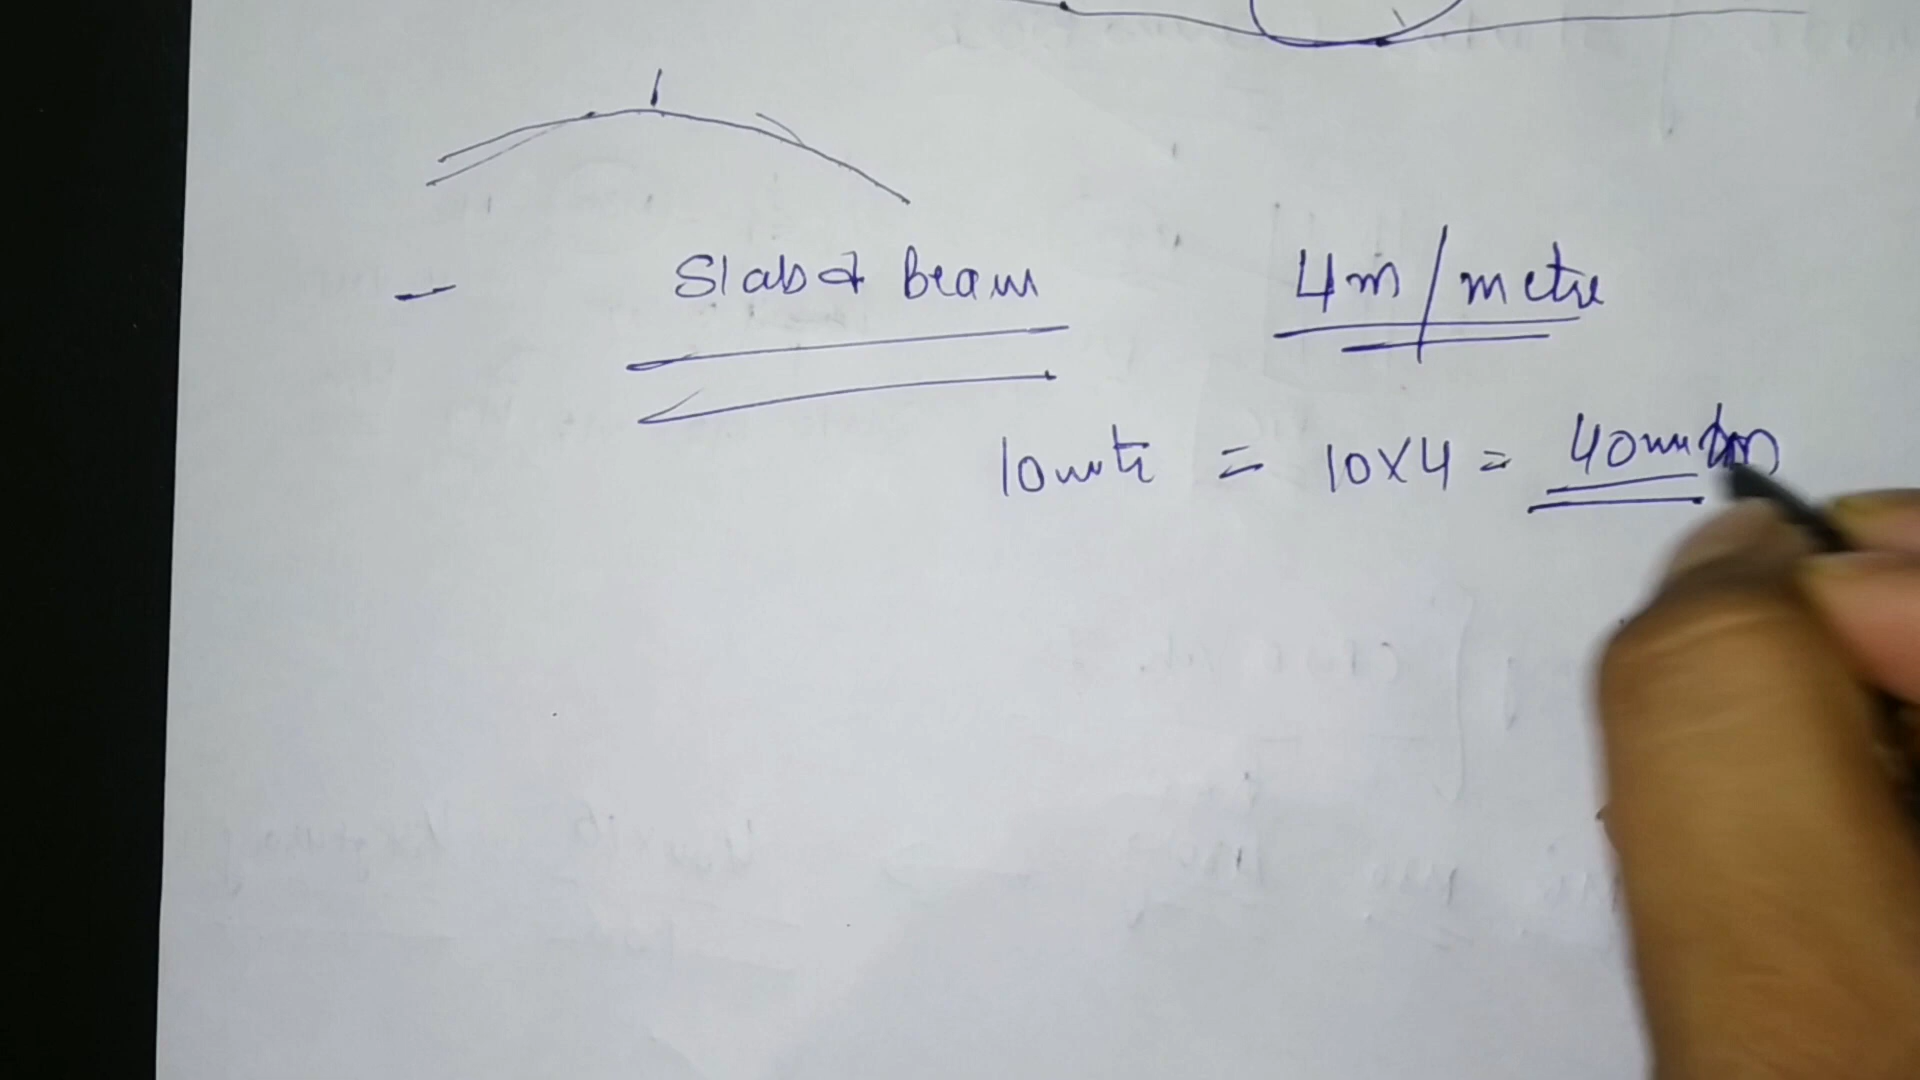 - Slab & Beam 4m/metre
10mtr = 10x4 = 40mm